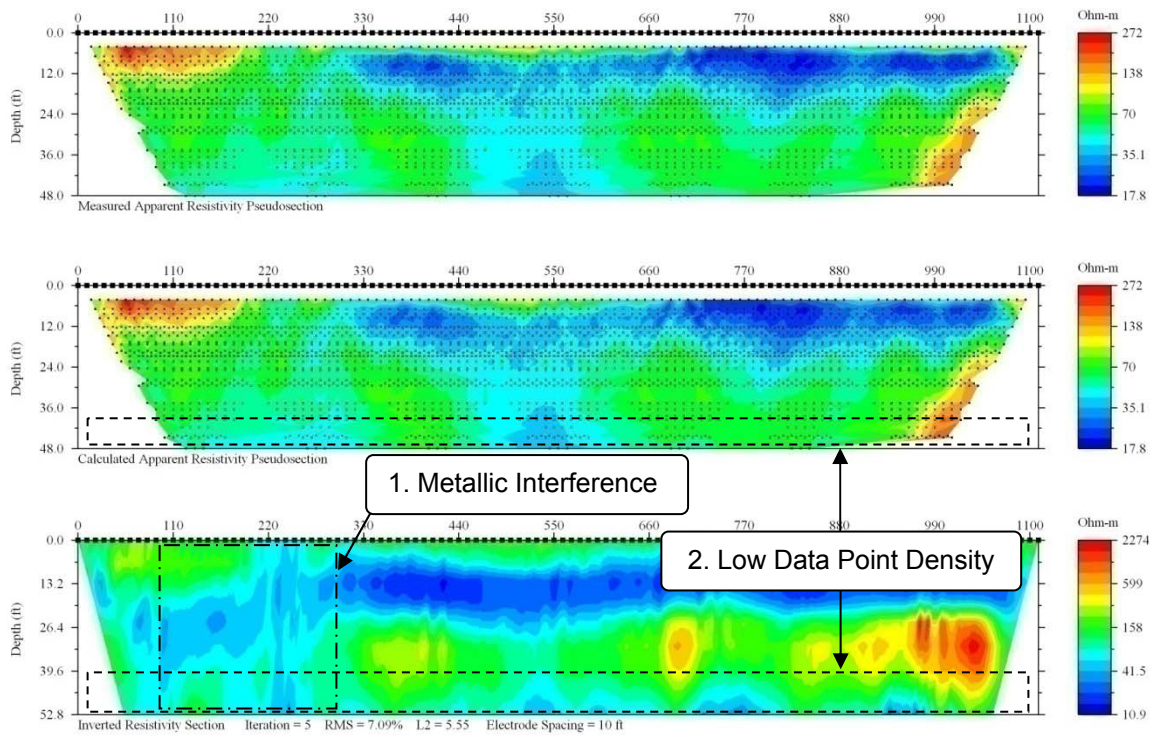 0 110 220 330 440 550 660 770 880 990 1100
Ohm-m
0.0
12.0
24.0
36.0
48.0
Depth (ft)
272
138
70
35.1
17.8
Measured Apparent Resistivity Pseudosection
0 110 220 330 440 550 660 770 880 990 1100
Ohm-m
0.0
12.0
24.0
36.0
48.0
Depth (ft)
272
138
70
35.1
17.8
Calculated Apparent Resistivity Pseudosection
1. Metallic Interference
0 110 220 330 440 550 660 770 880 990 1100
Ohm-m
2. Low Data Point Density
0.0
13.2
26.4
39.6
52.8
Depth (ft)
2274
599
158
41.5
10.9
Inverted Resistivity Section Iteration = 5 RMS = 7.09% L2 = 5.55 Electrode Spacing = 10 ft